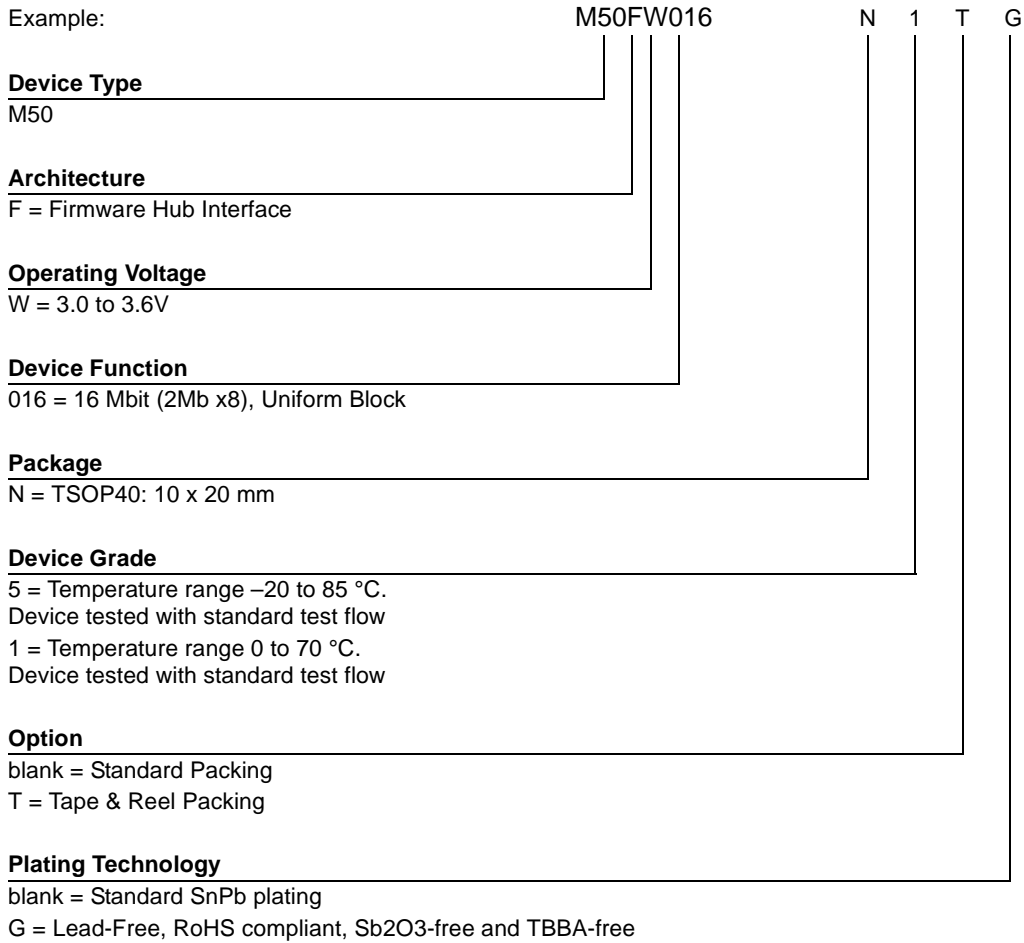 Example: M50FW016 N 1 T G
Device Type
M50
Architecture
F = Firmware Hub Interface
Operating Voltage
W = 3.0 to 3.6V
Device Function
016 = 16 Mbit (2Mb x8), Uniform Block
Package
N = TSOP40: 10 x 20 mm
Device Grade
5 = Temperature range –20 to 85 °C.
Device tested with standard test flow
1 = Temperature range 0 to 70 °C.
Device tested with standard test flow
Option
blank = Standard Packing
T = Tape & Reel Packing
Plating Technology
blank = Standard SnPb plating
G = Lead-Free, RoHS compliant, Sb2O3-free and TBBA-free